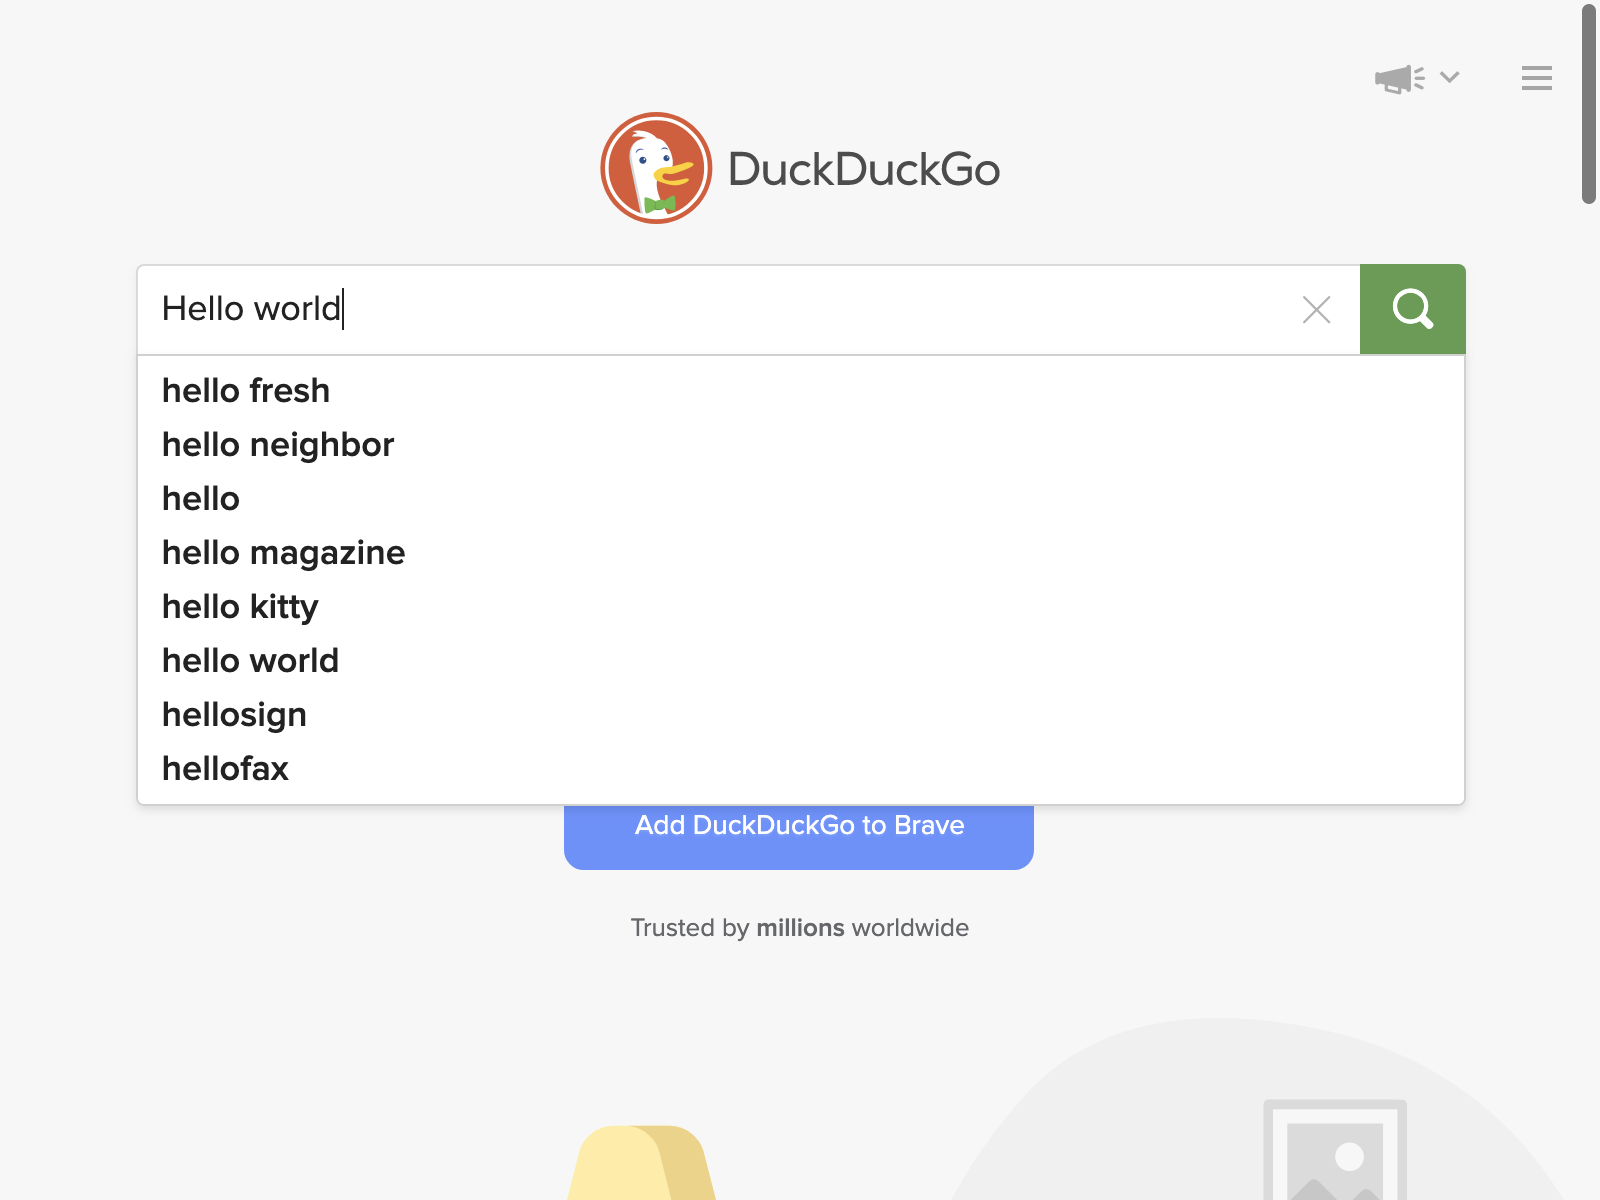 DuckDuckGo
Hello world
hello fresh
hello neighbor
hello
hello magazine
hello kitty
hello world
hellosign
hellofax
Add DuckDuckGo to Brave
Trusted by millions worldwide